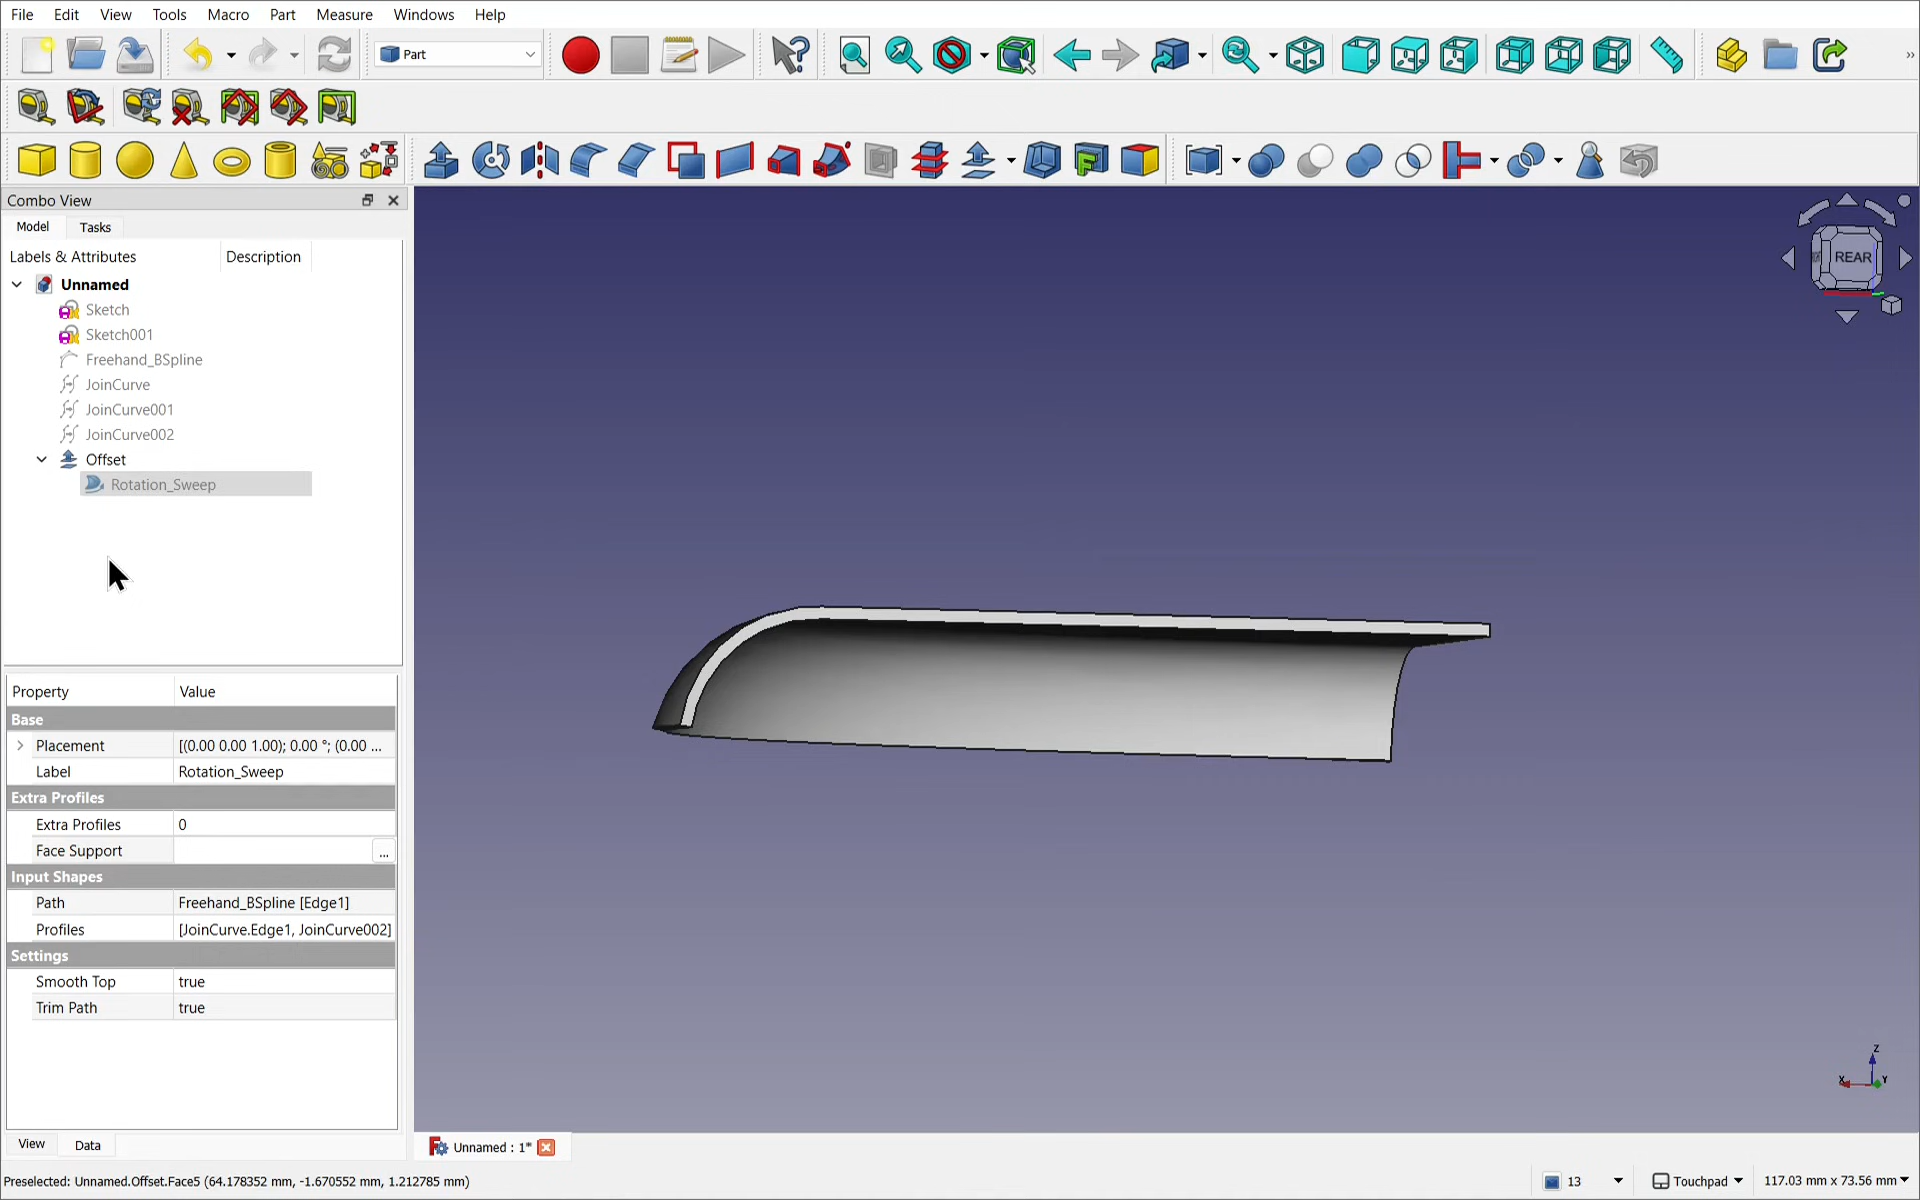 File Edit View Tools Macro Part Measure Windows Help
Part
»
Combo View
Model Tasks
Labels & Attributes Description
Unnamed
Sketch
Sketch001
Freehand_BSpline
JoinCurve
JoinCurve001
JoinCurve002
Offset
Rotation_Sweep
REAR
Property Value
Base
Placement [(0.00 0.00 1.00); 0.00 °; (0.00 ...
Label Rotation_Sweep
Extra Profiles
Extra Profiles 0
Face Support ...
Input Shapes
Path Freehand_BSpline [Edge1]
Profiles [JoinCurve.Edge1, JoinCurve002]
Settings
Smooth Top true
Trim Path true
Z
X Y
View Data
Unnamed : 1*
Preselected: Unnamed.Offset.Face5 (64.178352 mm, -1.670552 mm, 1.212785 mm) 13 Touchpad 117.03 mm x 73.56 mm